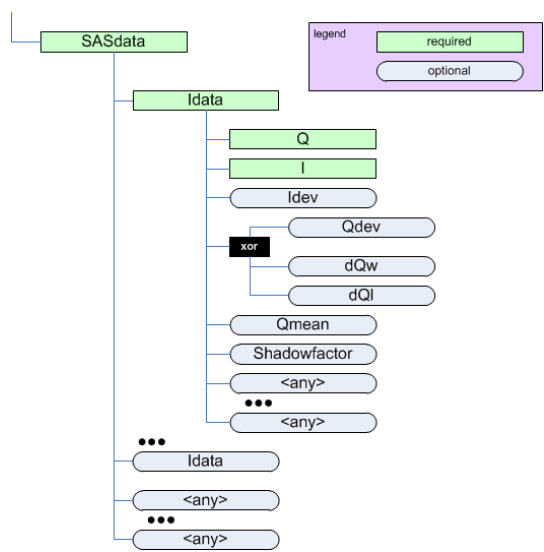 SASdata
legend
required
optional
Idata
Q
I
Idev
Qdev
xor
dQw
dQl
Qmean
Shadowfactor
<any>
<any>
Idata
<any>
<any>